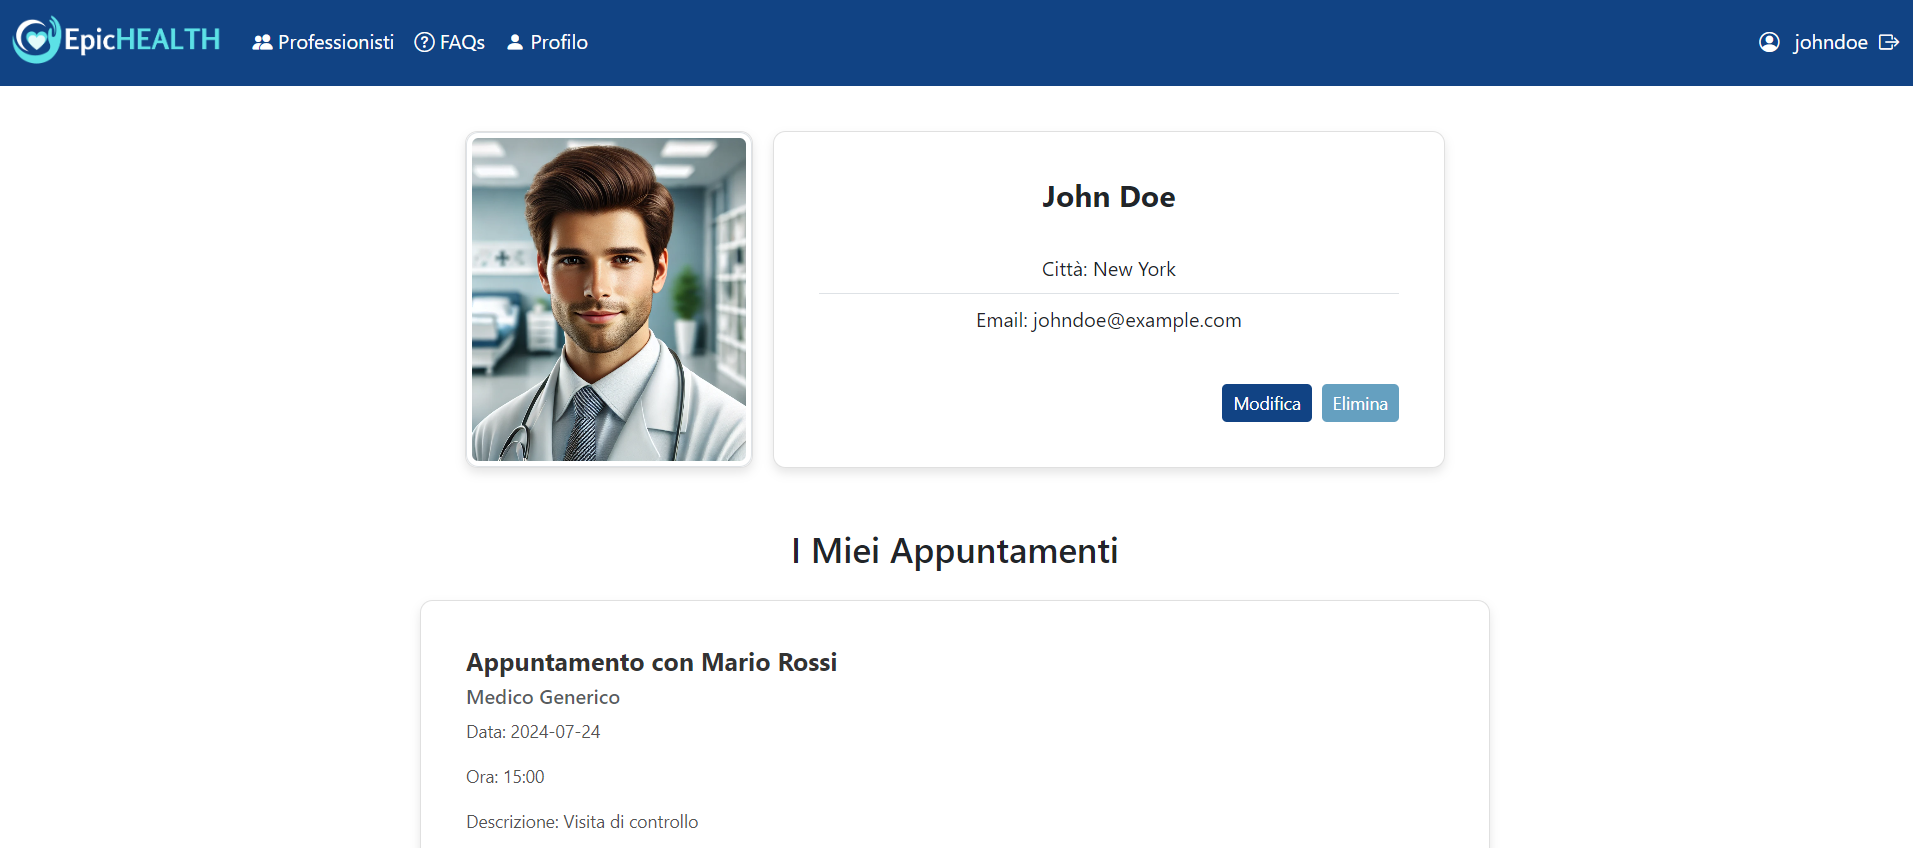 EpicHEALTH
Professionisti
FAQs
Profilo
johndoe
John Doe
Città: New York
Email: johndoe@example.com
Modifica
Elimina
I Miei Appuntamenti
Appuntamento con Mario Rossi
Medico Generico
Data: 2024-07-24
Ora: 15:00
Descrizione: Visita di controllo